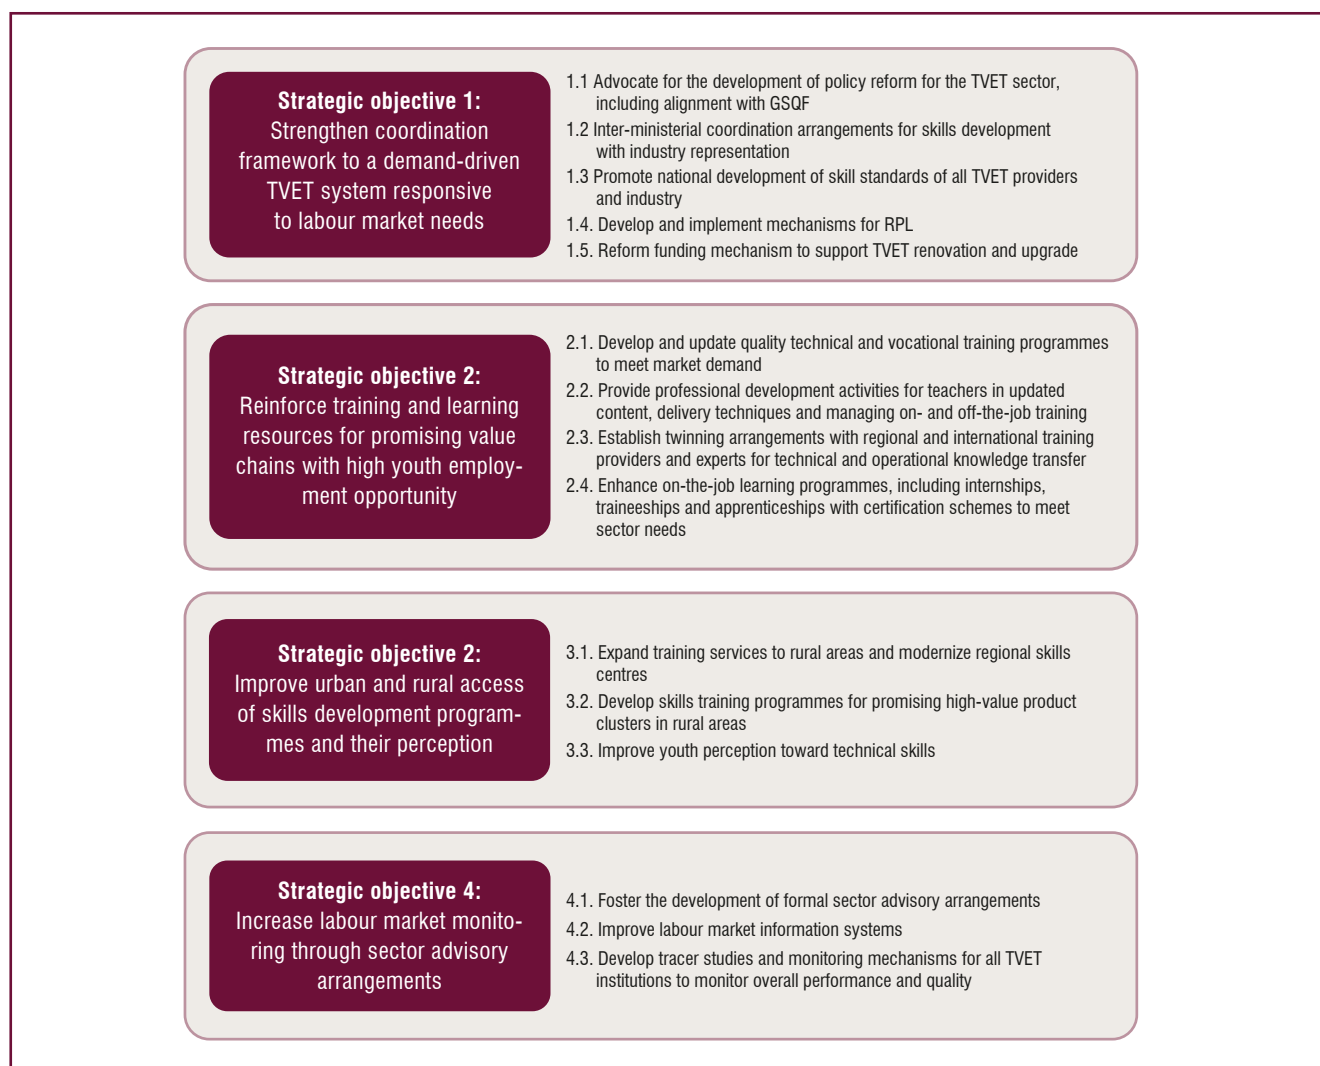 Strategic objective 1:
Strengthen coordination
framework to a demand-driven
TVET system responsive
to labour market needs
1.1 Advocate for the development of policy reform for the TVET sector,
including alignment with GSQF
1.2 Inter-ministerial coordination arrangements for skills development
with industry representation
1.3 Promote national development of skill standards of all TVET providers
and industry
1.4. Develop and implement mechanisms for RPL
1.5. Reform funding mechanism to support TVET renovation and upgrade
Strategic objective 2:
Reinforce training and learning
resources for promising value
chains with high youth employ-
ment opportunity
2.1. Develop and update quality technical and vocational training programmes
to meet market demand
2.2. Provide professional development activities for teachers in updated
content, delivery techniques and managing on- and off-the-job training
2.3. Establish twinning arrangements with regional and international training
providers and experts for technical and operational knowledge transfer
2.4. Enhance on-the-job learning programmes, including internships,
traineeships and apprenticeships with certification schemes to meet
sector needs
Strategic objective 2:
Improve urban and rural access
of skills development program-
mes and their perception
3.1. Expand training services to rural areas and modernize regional skills
centres
3.2. Develop skills training programmes for promising high-value product
clusters in rural areas
3.3. Improve youth perception toward technical skills
Strategic objective 4:
Increase labour market monito-
ring through sector advisory
arrangements
4.1. Foster the development of formal sector advisory arrangements
4.2. Improve labour market information systems
4.3. Develop tracer studies and monitoring mechanisms for all TVET
institutions to monitor overall performance and quality